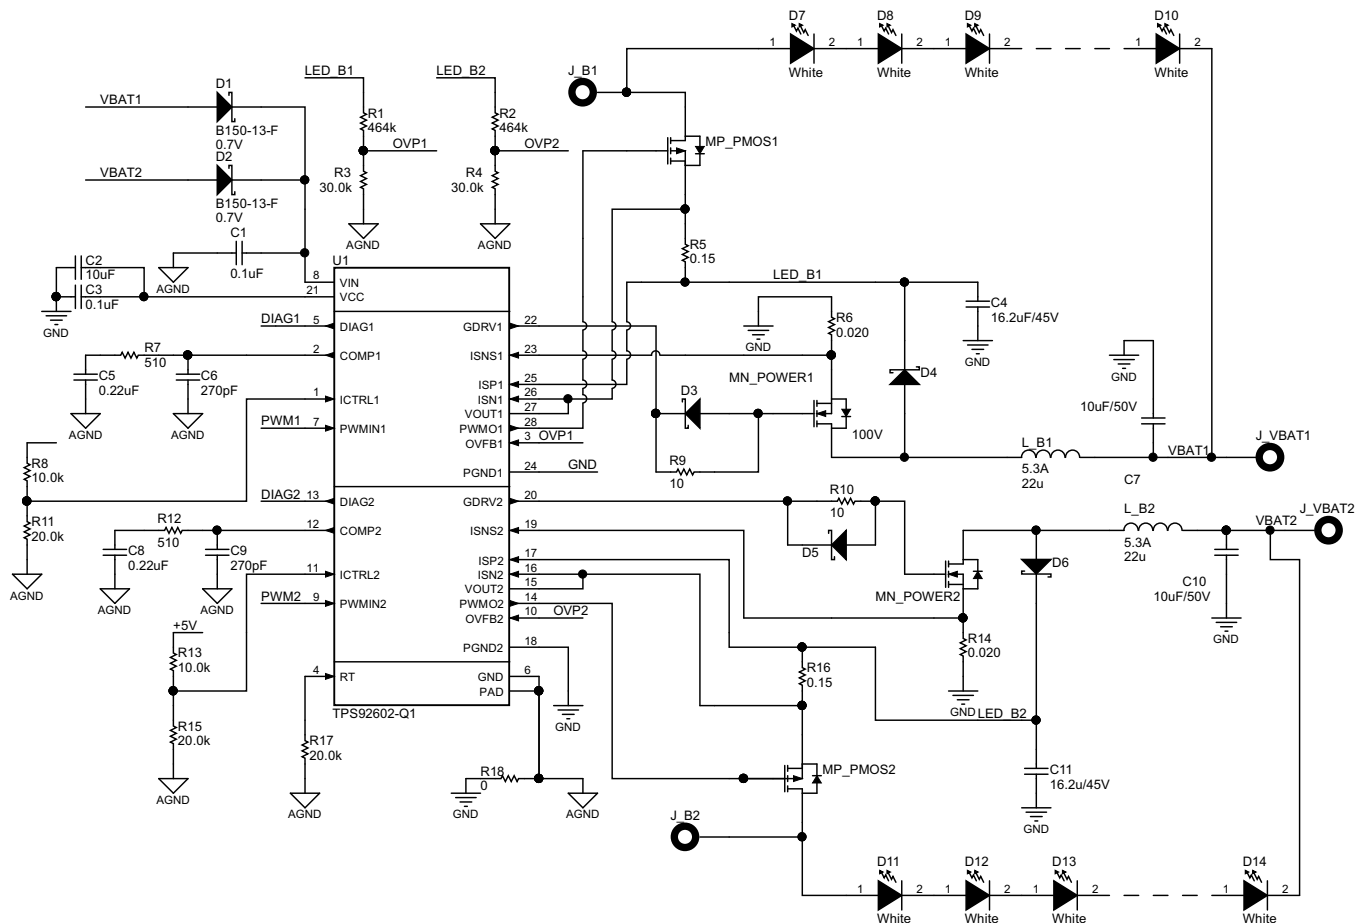 D7
D8
D9
D10
1 2 1 2 1 2 1 2
White
White
White
White
J_B1
LED_B1
LED_B2
VBAT1
D1
B150-13-F
0.7V
R1
464k
OVP1
R2
464k
OVP2
MP_PMOS1
VBAT2
D2
B150-13-F
0.7V
R3
30.0k
R4
30.0k
AGND
AGND
C1
0.1uF
AGND
C2
10uF
C3
0.1uF
GND
R5
0.15
LED_B1
C4
16.2uF/45V
GND
R6
0.020
GND
U1
8 VIN
21 VCC
DIAG1 5 DIAG1
2 COMP1
1 ICTRL1
PWM1 7 PWMIN1
DIAG2 13 DIAG2
12 COMP2
11 ICTRL2
PWM2 9 PWMIN2
4 RT
GDRV1 22
ISNS1 23
ISP1 25
ISN1 26
VOUT1 27
PWMO1 28
OVFB1 3 OVP1
PGND1 24 GND
GDRV2 20
ISNS2 19
ISP2 17
ISN2 16
VOUT2 15
PWMO2 14
OVFB2 10 OVP2
PGND2 18
GND 6
PAD
TPS92602-Q1
R7
510
C5
0.22uF
AGND
C6
270pF
AGND
R8
10.0k
R11
20.0k
AGND
R12
510
C8
0.22uF
AGND
C9
270pF
AGND
+5V
R13
10.0k
R15
20.0k
AGND
R17
20.0k
AGND
R18
0
GND
AGND
GND
D3
R9
10
MN_POWER1
100V
D4
L_B1
5.3A
22u
GND
10uF/50V
C7
VBAT1
J_VBAT1
R10
10
D5
MN_POWER2
D6
L_B2
5.3A
22u
VBAT2
J_VBAT2
C10
10uF/50V
GND
R14
0.020
GND
LED_B2
R16
0.15
C11
16.2u/45V
GND
MP_PMOS2
J_B2
D11
D12
D13
D14
1 2 1 2 1 2 1 2
White
White
White
White